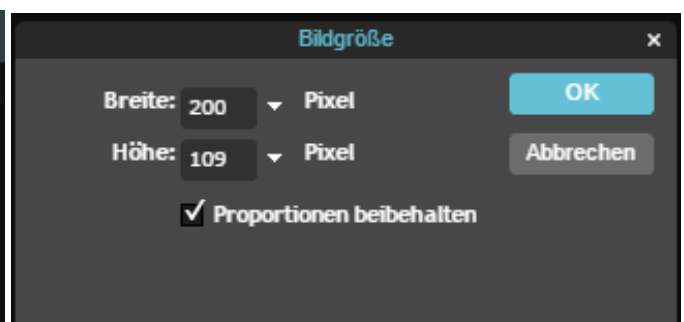 Bildgröße x
Breite: 200 Pixel OK
Höhe: 109 Pixel Abbrechen
Proportionen beibehalten